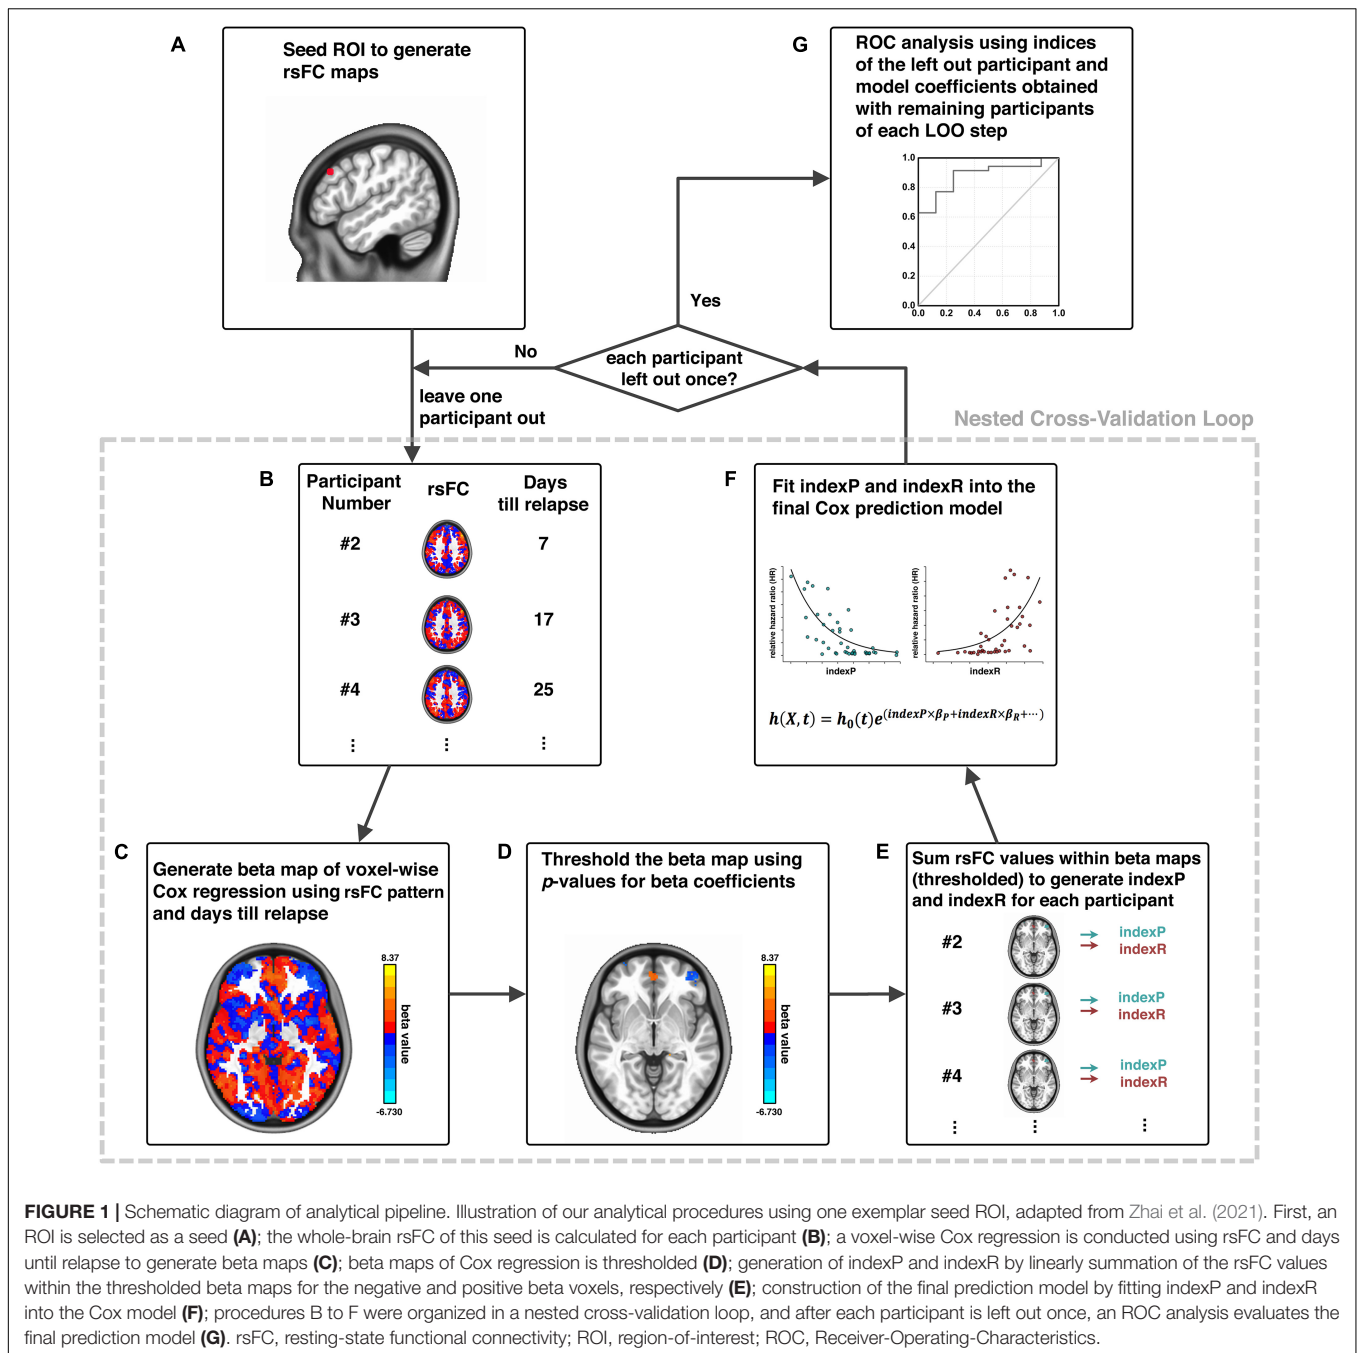 A
Seed ROI to generate
rsFC maps
G
ROC analysis using indices
of the left out participant and
model coefficients obtained
with remaining participants
of each LOO step
1.0
0.8
0.6
0.4
0.2
0.0
0.0 0.2 0.4 0.6 0.8 1.0
Yes
No
each participant
left out once?
leave one
participant out
Nested Cross-Validation Loop
B
Participant
Number
rsFC
Days
till relapse
#2
7
#3
17
#4
25
⋮ ⋮ ⋮
F
Fit indexP and indexR into the
final Cox prediction model
relative hazard ratio (HR)
indexP
relative hazard ratio (HR)
indexR
h(X, t) = h₀(t)e^(indexP×β_P+indexR×β_R+⋯)
C
Generate beta map of voxel-wise
Cox regression using rsFC pattern
and days till relapse
8.37
beta value
-6.730
D
Threshold the beta map using
p-values for beta coefficients
8.37
beta value
-6.730
E
Sum rsFC values within beta maps
(thresholded) to generate indexP
and indexR for each participant
#2
indexP
indexR
#3
indexP
indexR
#4
indexP
indexR
⋮ ⋮ ⋮
FIGURE 1 | Schematic diagram of analytical pipeline. Illustration of our analytical procedures using one exemplar seed ROI, adapted from Zhai et al. (2021). First, an
ROI is selected as a seed (A); the whole-brain rsFC of this seed is calculated for each participant (B); a voxel-wise Cox regression is conducted using rsFC and days
until relapse to generate beta maps (C); beta maps of Cox regression is thresholded (D); generation of indexP and indexR by linearly summation of the rsFC values
within the thresholded beta maps for the negative and positive beta voxels, respectively (E); construction of the final prediction model by fitting indexP and indexR
into the Cox model (F); procedures B to F were organized in a nested cross-validation loop, and after each participant is left out once, an ROC analysis evaluates the
final prediction model (G). rsFC, resting-state functional connectivity; ROI, region-of-interest; ROC, Receiver-Operating-Characteristics.